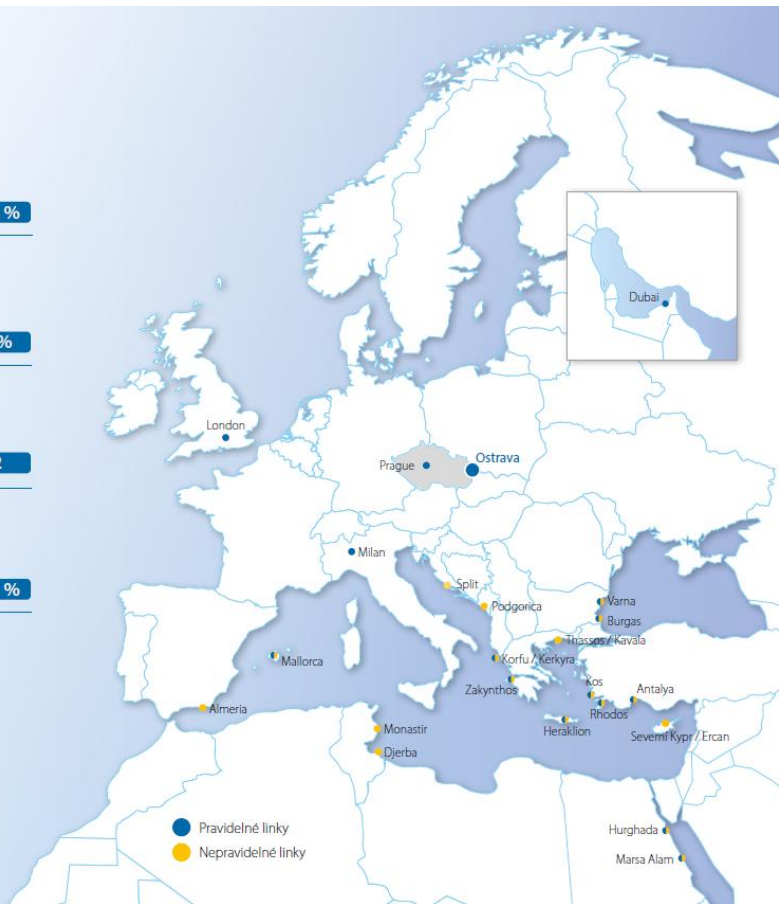 %
%
2
%
Dubai
London
Prague
Ostrava
Milan
Split
Podgorica
Varna
Burgas
Thassos / Kavala
Mallorca
Korfu / Kerkyra
Zakynthos
Kos
Antalya
Rhodos
Heraklion
Severní Kypr / Ercan
Almeria
Monastir
Djerba
Pravidelné linky
Nepravidelné linky
Hurghada
Marsa Alam